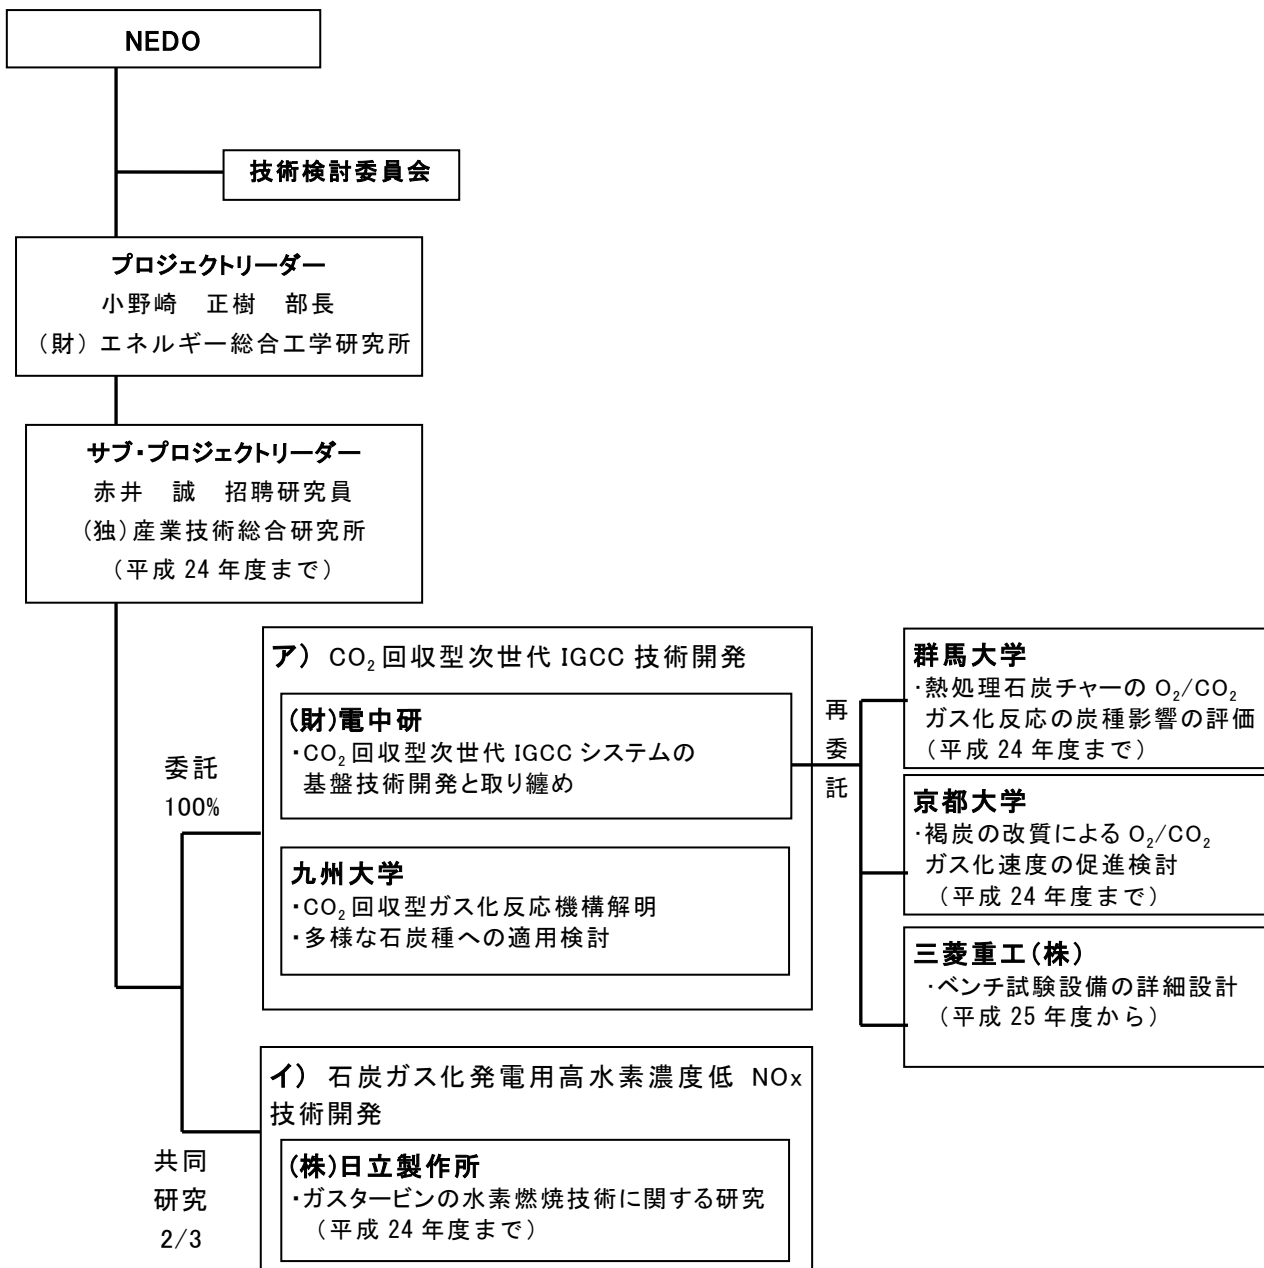 NEDO
技術検討委員会
プロジェクトリーダー
小野崎 正樹 部長
(財) エネルギー総合工学研究所
サブ・プロジェクトリーダー
赤井 誠 招聘研究員
(独)産業技術総合研究所
(平成 24 年度まで)
委託
100%
ア) CO₂ 回収型次世代 IGCC 技術開発
(財)電中研
・CO₂ 回収型次世代 IGCC システムの
基盤技術開発と取り纏め
九州大学
・CO₂ 回収型ガス化反応機構解明
・多様な石炭種への適用検討
再
委
託
群馬大学
・熱処理石炭チャーの O₂/CO₂
ガス化反応の炭種影響の評価
(平成 24 年度まで)
京都大学
・褐炭の改質による O₂/CO₂
ガス化速度の促進検討
(平成 24 年度まで)
三菱重工(株)
・ベンチ試験設備の詳細設計
(平成 25 年度から)
共同
研究
2/3
イ) 石炭ガス化発電用高水素濃度低 NOx
技術開発
(株)日立製作所
・ガスタービンの水素燃焼技術に関する研究
(平成 24 年度まで)